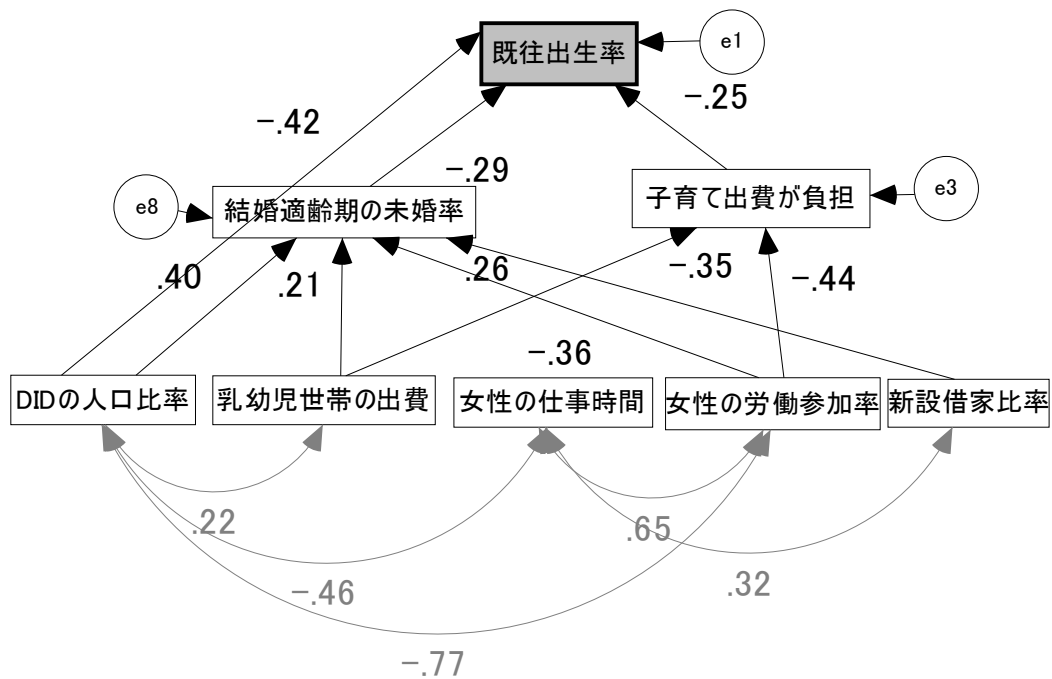 既往出生率
e1
-.42
-.25
-.29
e8
結婚適齢期の未婚率
子育て出費が負担
e3
.40
.21
.26
-.35
-.44
-.36
DIDの人口比率
乳幼児世帯の出費
女性の仕事時間
女性の労働参加率
新設借家比率
.22
.65
-.46
.32
-.77